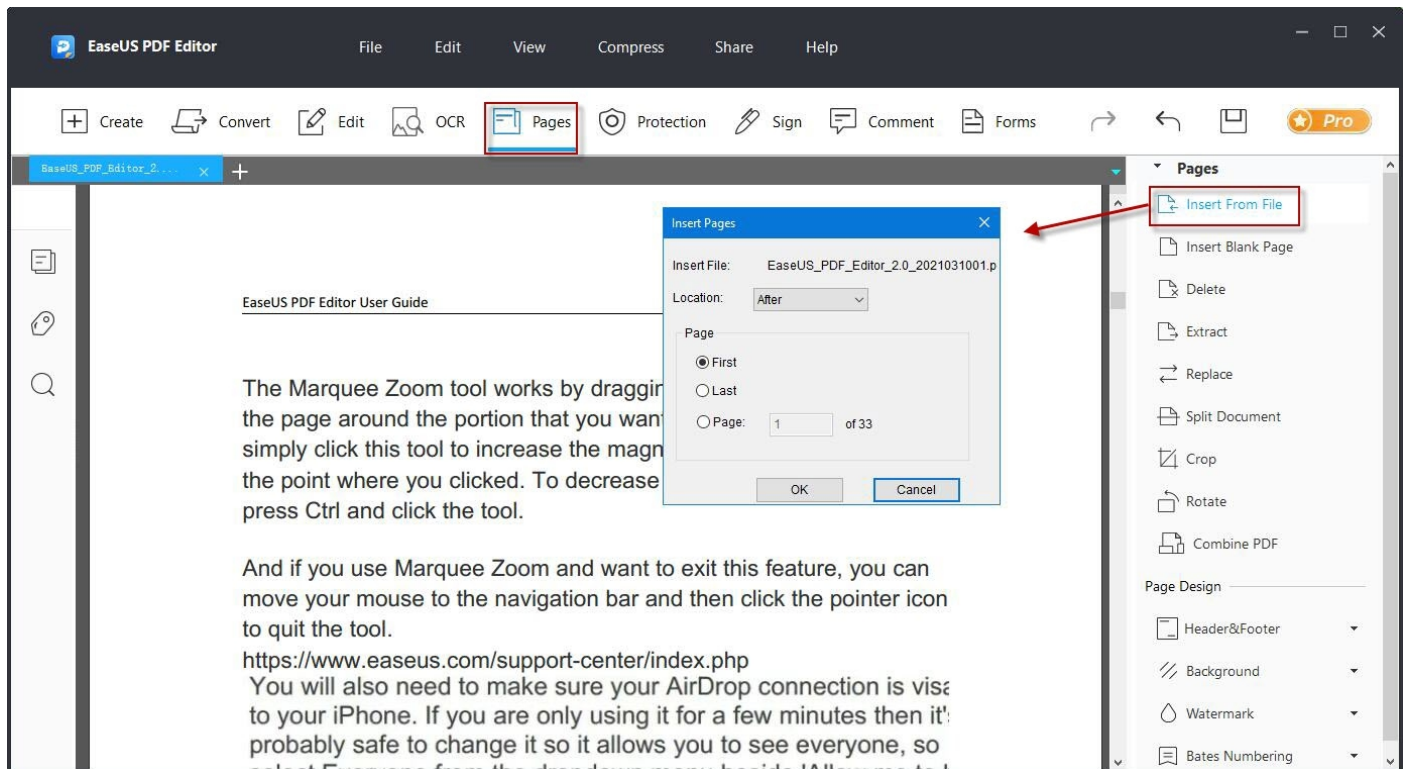 EaseUS PDF Editor File Edit View Compress Share Help
Create Convert Edit OCR Pages Protection Sign Comment Forms Pro
EaseUS_PDF_Editor_2....
Pages
Insert From File
Insert Blank Page
Delete
Extract
Replace
Split Document
Crop
Rotate
Combine PDF
Page Design
Header&Footer
Background
Watermark
Bates Numbering
Insert Pages
Insert File: EaseUS_PDF_Editor_2.0_2021031001.p
Location: After
Page
First
Last
Page: 1 of 33
OK Cancel
EaseUS PDF Editor User Guide
The Marquee Zoom tool works by draggin
the page around the portion that you wan
simply click this tool to increase the magn
the point where you clicked. To decrease
press Ctrl and click the tool.
And if you use Marquee Zoom and want to exit this feature, you can
move your mouse to the navigation bar and then click the pointer icon
to quit the tool.
https://www.easeus.com/support-center/index.php
You will also need to make sure your AirDrop connection is visa
to your iPhone. If you are only using it for a few minutes then it's
probably safe to change it so it allows you to see everyone, so